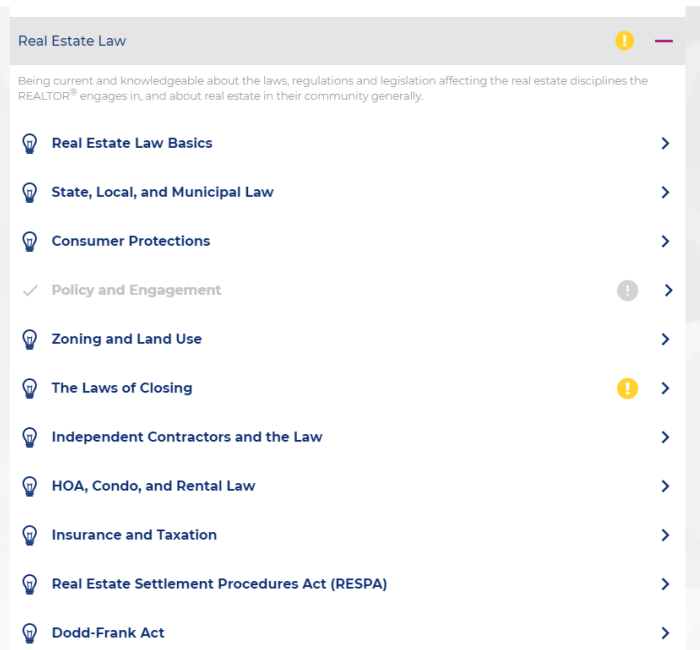 Real Estate Law
Being current and knowledgeable about the laws, regulations and legislation affecting the real estate disciplines the
REALTOR® engages in, and about real estate in their community generally.
Real Estate Law Basics
State, Local, and Municipal Law
Consumer Protections
Policy and Engagement
Zoning and Land Use
The Laws of Closing
Independent Contractors and the Law
HOA, Condo, and Rental Law
Insurance and Taxation
Real Estate Settlement Procedures Act (RESPA)
Dodd-Frank Act